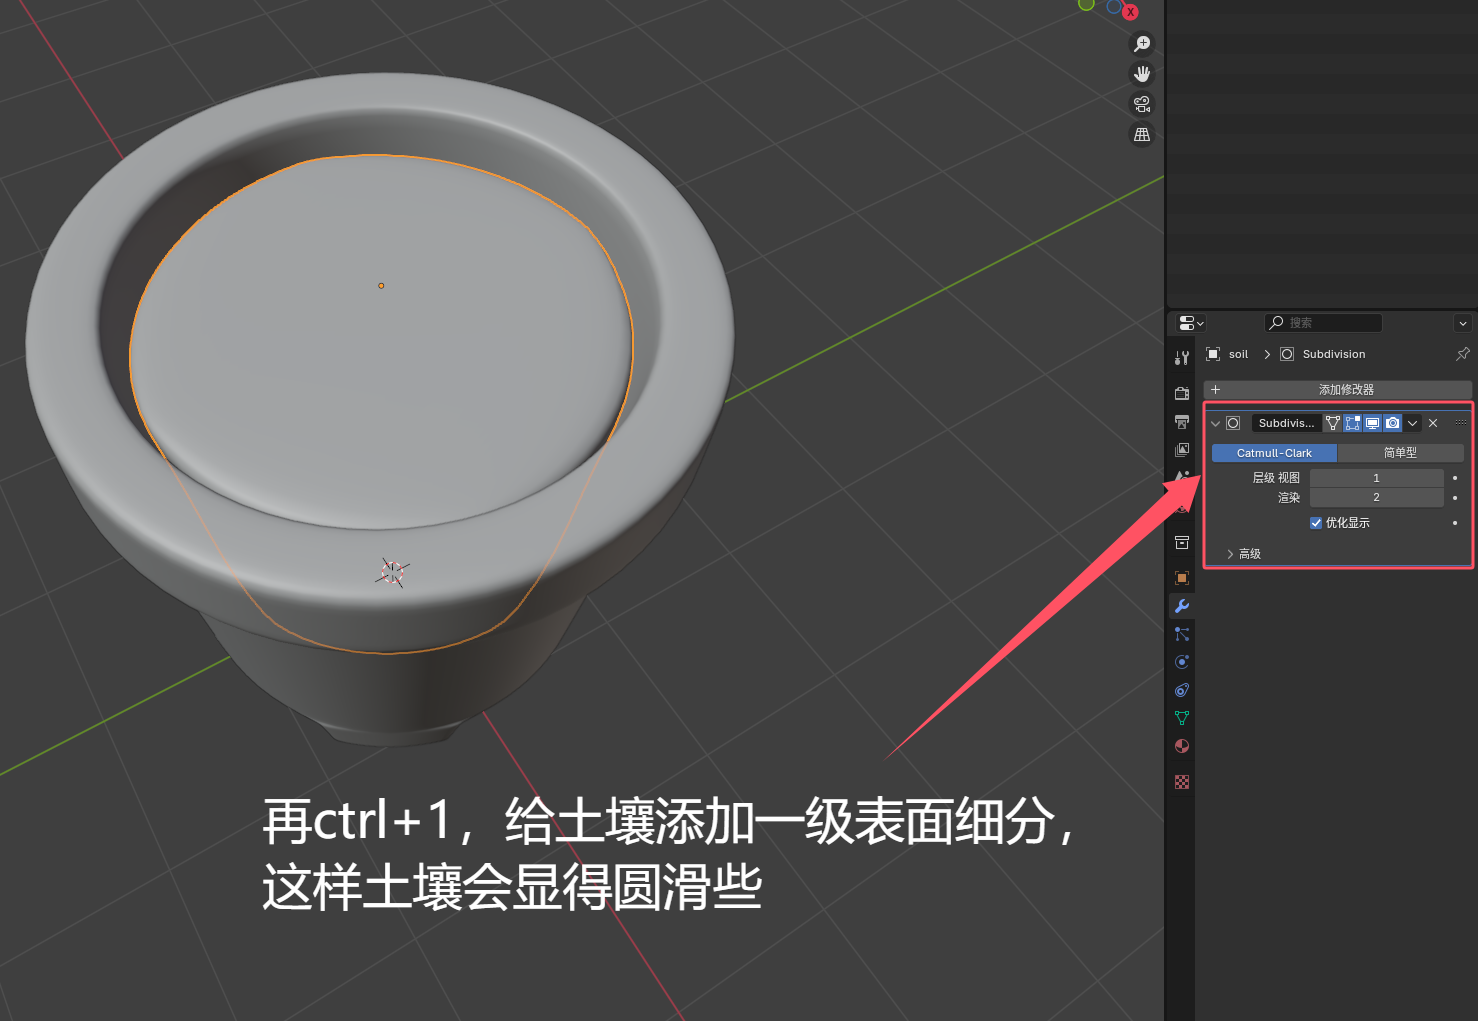 X
搜索
soil > Subdivision
+ 添加修改器
Subdivis...
Catmull-Clark 简单型
层级 视图 1
渲染 2
优化显示
高级
再ctrl+1，给土壤添加一级表面细分，
这样土壤会显得圆滑些